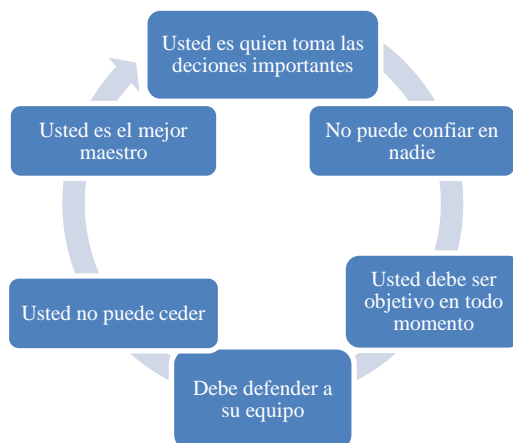 Usted es quien toma las
deciones importantes
No puede confiar en
nadie
Usted debe ser
objetivo en todo
momento
Debe defender a
su equipo
Usted no puede ceder
Usted es el mejor
maestro